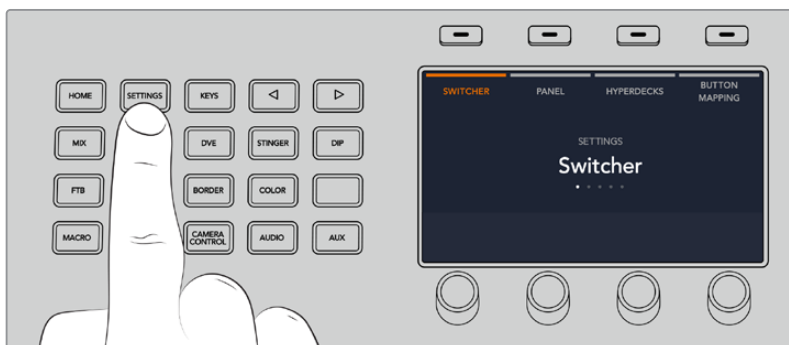 HOME SETTINGS KEYS
MIX DVE STINGER DIP
FTB BORDER COLOR
MACRO CAMERA CONTROL AUDIO AUX
SWITCHER PANEL HYPERDECKS BUTTON MAPPING
SETTINGS
Switcher